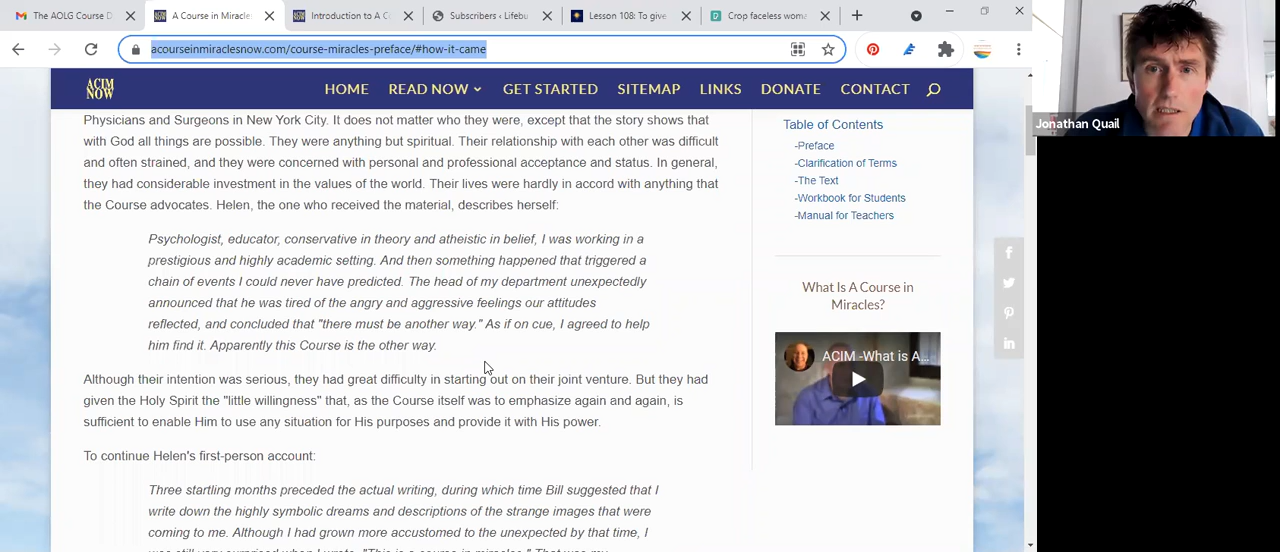 The AOLG Course D
A Course in Miracle
Introduction to A C
Subscribers ‹ Lifebu
Lesson 108: To give
Crop faceless woma
acourseinmiraclesnow.com/course-miracles-preface/#how-it-came
Jonathan Quail
ACIM
NOW
HOME
READ NOW
GET STARTED
SITEMAP
LINKS
DONATE
CONTACT
Physicians and Surgeons in New York City. It does not matter who they were, except that the story shows that
with God all things are possible. They were anything but spiritual. Their relationship with each other was difficult
and often strained, and they were concerned with personal and professional acceptance and status. In general,
they had considerable investment in the values of the world. Their lives were hardly in accord with anything that
the Course advocates. Helen, the one who received the material, describes herself:
Psychologist, educator, conservative in theory and atheistic in belief, I was working in a
prestigious and highly academic setting. And then something happened that triggered a
chain of events I could never have predicted. The head of my department unexpectedly
announced that he was tired of the angry and aggressive feelings our attitudes
reflected, and concluded that "there must be another way." As if on cue, I agreed to help
him find it. Apparently this Course is the other way.
Although their intention was serious, they had great difficulty in starting out on their joint venture. But they had
given the Holy Spirit the "little willingness" that, as the Course itself was to emphasize again and again, is
sufficient to enable Him to use any situation for His purposes and provide it with His power.
To continue Helen's first-person account:
Three startling months preceded the actual writing, during which time Bill suggested that I
write down the highly symbolic dreams and descriptions of the strange images that were
coming to me. Although I had grown more accustomed to the unexpected by that time, I
was still very surprised when I wrote, "This is a course in miracles." That was my
Table of Contents
-Preface
-Clarification of Terms
-The Text
-Workbook for Students
-Manual for Teachers
What Is A Course in
Miracles?
ACIM -What is A...